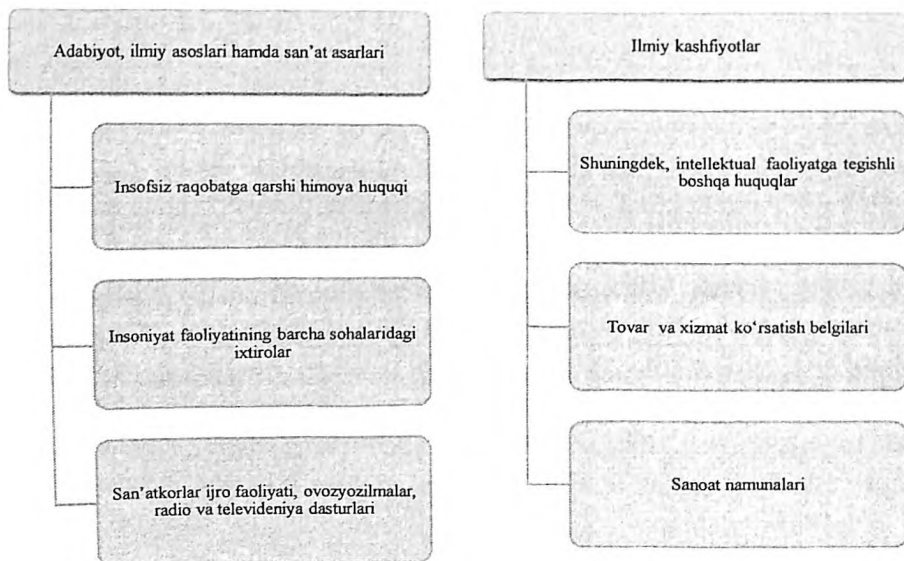 Adabiyot, ilmiy asoslari hamda san’at asarlari
Insofsiz raqobatga qarshi himoya huquqi
Insoniyat faoliyatining barcha sohalaridagi
ixtirolar
San’atkorlar ijro faoliyati, ovozyozilmalar,
radio va televideniya dasturlari
Ilmiy kashfiyotlar
Shuningdek, intellektual faoliyatga tegishli
boshqa huquqlar
Tovar va xizmat ko‘rsatish belgilari
Sanoat namunalari